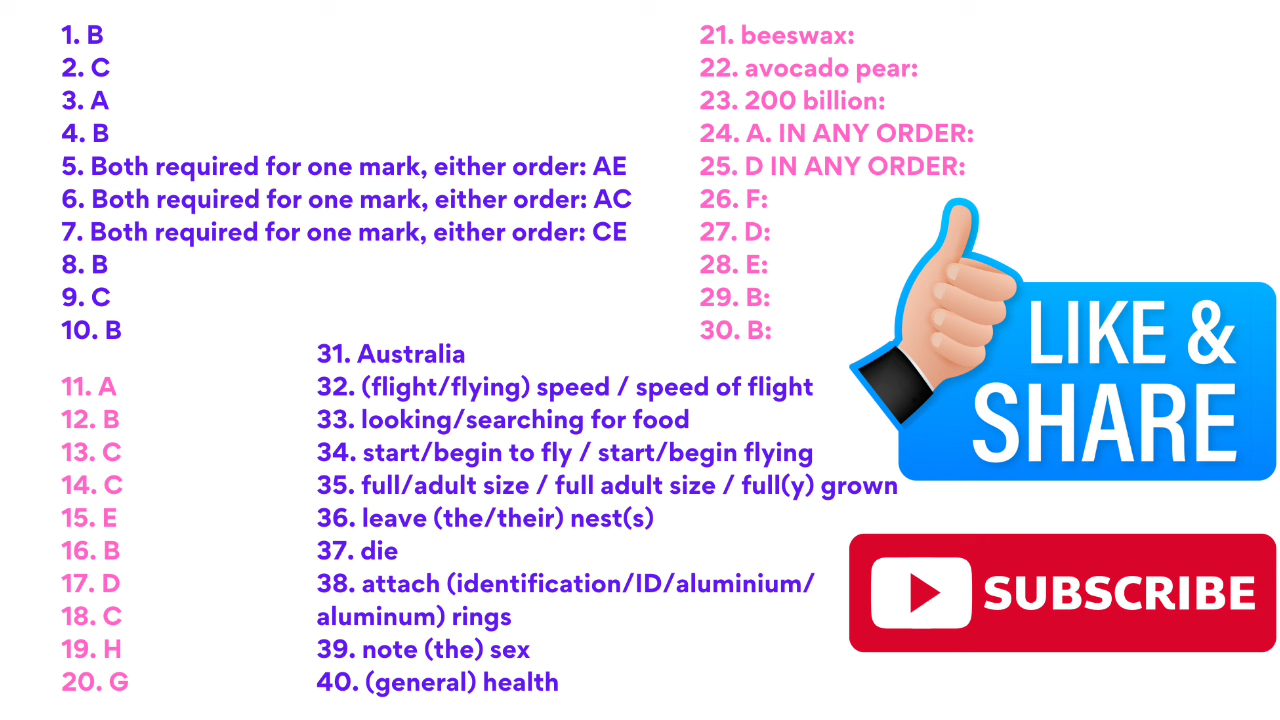 1. B
2. C
3. A
4. B
5. Both required for one mark, either order: AE
6. Both required for one mark, either order: AC
7. Both required for one mark, either order: CE
8. B
9. C
10. B
11. A
12. B
13. C
14. C
15. E
16. B
17. D
18. C
19. H
20. G
21. beeswax:
22. avocado pear:
23. 200 billion:
24. A. IN ANY ORDER:
25. D IN ANY ORDER:
26. F:
27. D:
28. E:
29. B:
30. B:
31. Australia
32. (flight/flying) speed / speed of flight
33. looking/searching for food
34. start/begin to fly / start/begin flying
35. full/adult size / full adult size / full(y) grown
36. leave (the/their) nest(s)
37. die
38. attach (identification/ID/aluminium/
aluminum) rings
39. note (the) sex
40. (general) health
LIKE &
SHARE
SUBSCRIBE